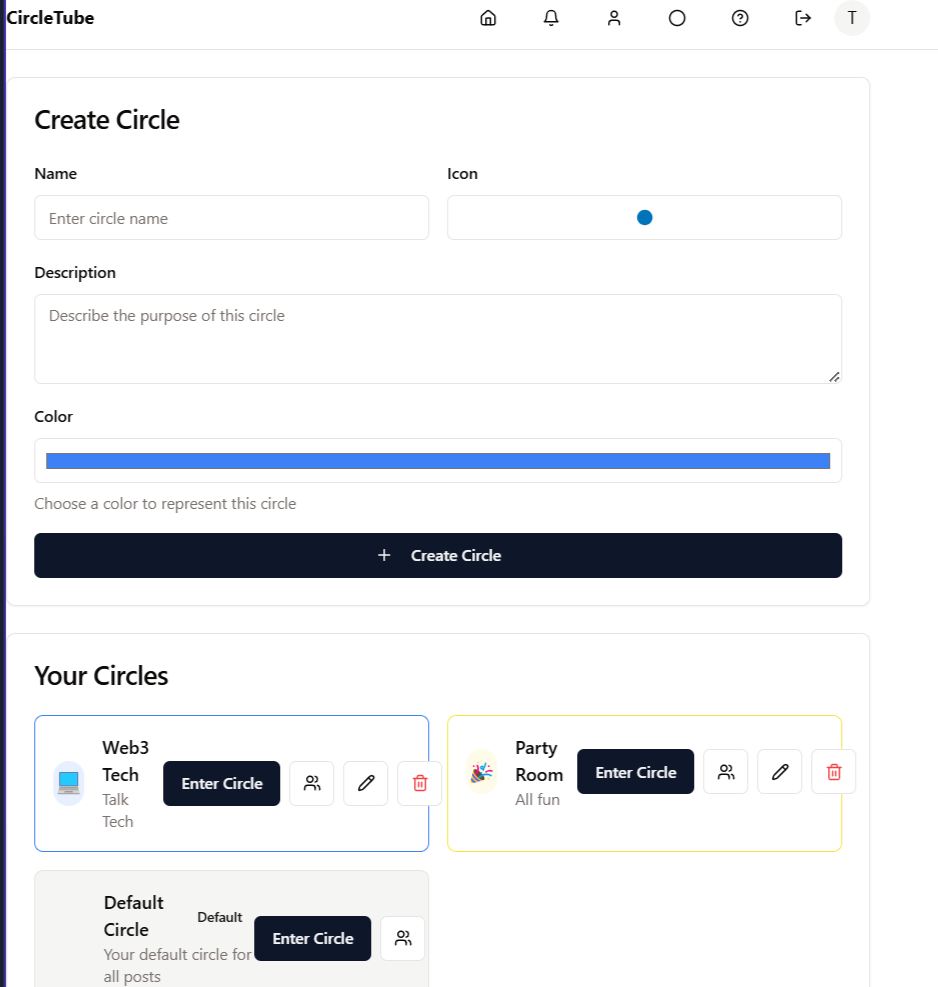 CircleTube
T
Create Circle
Name
Icon
Enter circle name
Description
Describe the purpose of this circle
Color
Choose a color to represent this circle
+ Create Circle
Your Circles
Web3
Tech
Talk
Tech
Enter Circle
Party
Room
All fun
Enter Circle
Default
Circle
Default
Your default circle for
all posts
Enter Circle